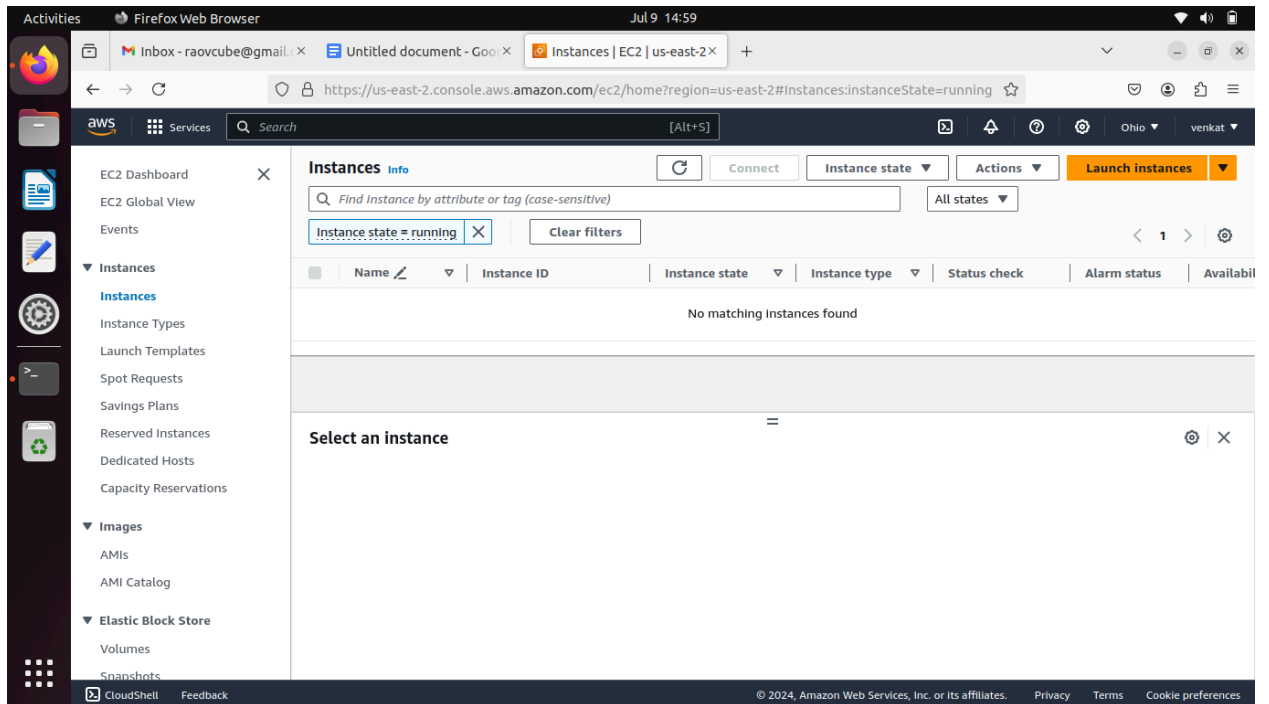 Activities Firefox Web Browser Jul 9 14:59
Inbox - raovcube@gmail.c Untitled document - Goo Instances | EC2 | us-east-2
https://us-east-2.console.aws.amazon.com/ec2/home?region=us-east-2#Instances:instanceState=running
aws Services Search [Alt+S] Ohio venkat
EC2 Dashboard
EC2 Global View
Events
Instances
Instances
Instance Types
Launch Templates
Spot Requests
Savings Plans
Reserved Instances
Dedicated Hosts
Capacity Reservations
Images
AMIs
AMI Catalog
Elastic Block Store
Volumes
Snapshots
Instances Info Connect Instance state Actions Launch instances
Find Instance by attribute or tag (case-sensitive) All states
Instance state = running Clear filters 1
Name Instance ID Instance state Instance type Status check Alarm status Availabil
No matching instances found
Select an instance
CloudShell Feedback © 2024, Amazon Web Services, Inc. or its affiliates. Privacy Terms Cookie preferences